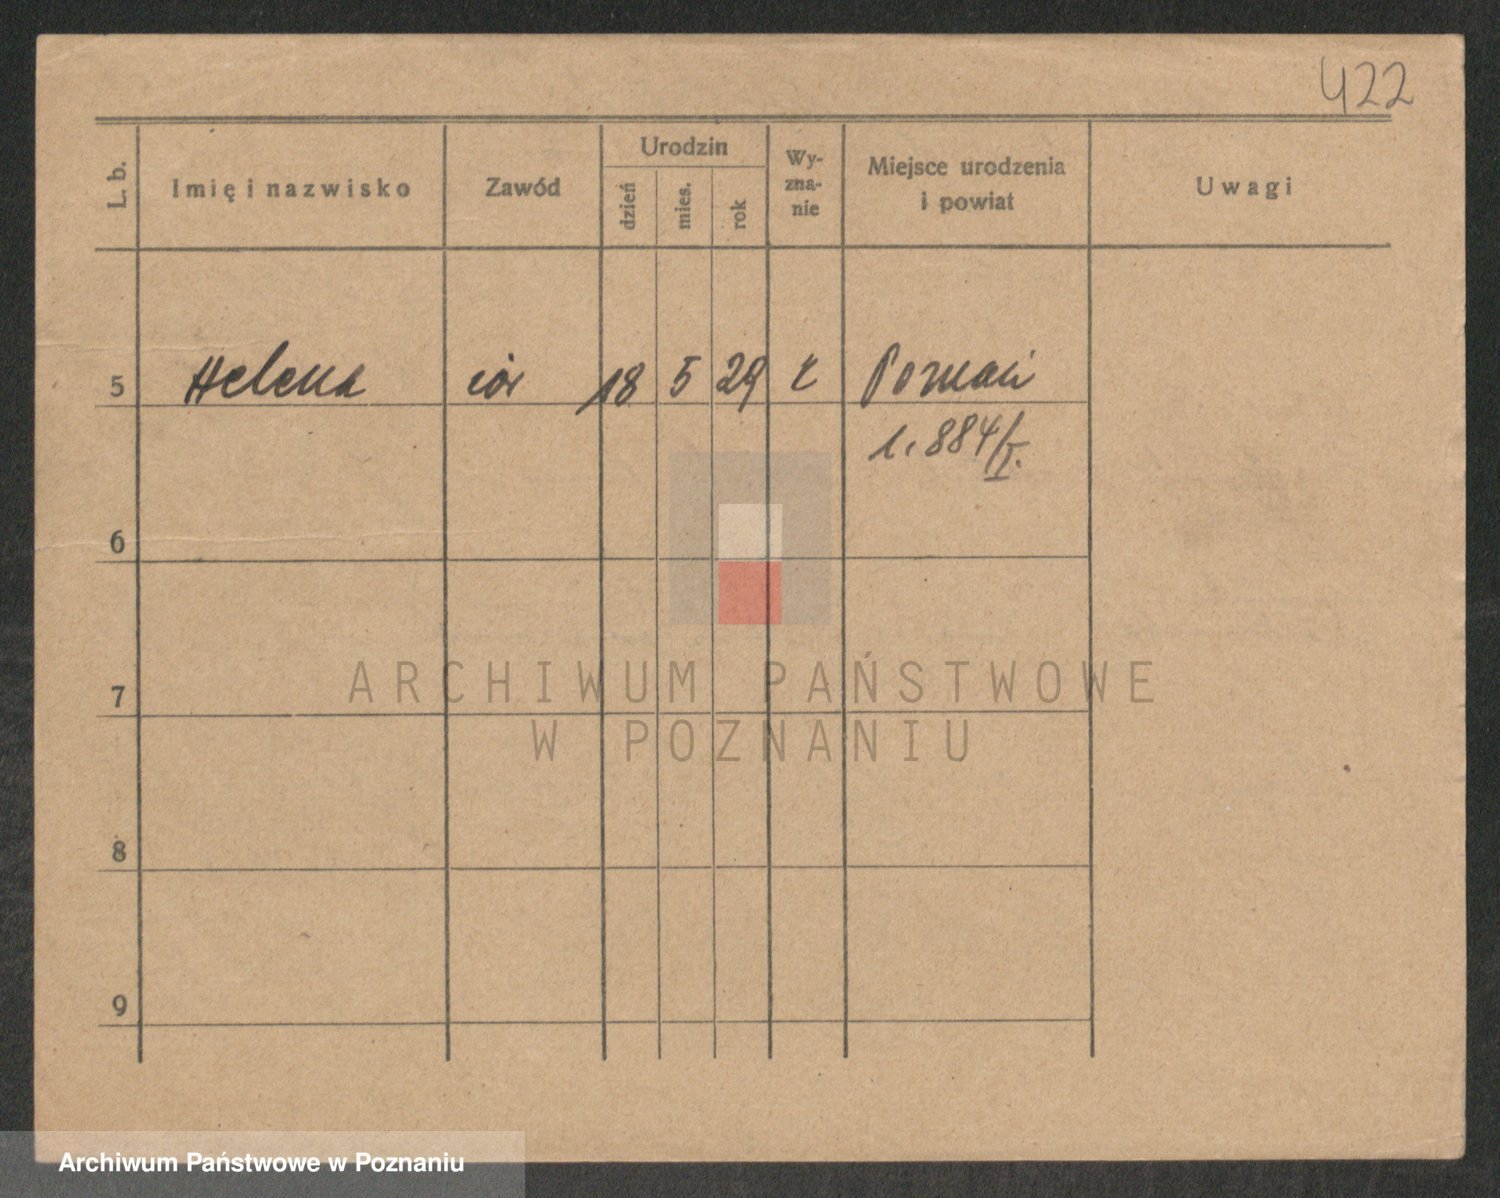 422
L. b.
Imię i nazwisko
Zawód
Urodzin
dzień
mies.
rok
Wy-
zna-
nie
Miejsce urodzenia
i powiat
Uwagi
5 Helena cór 18 5 29 r Poznań
l. 884/I.
6
7
8
9
ARCHIWUM PAŃSTWOWE
W POZNANIU
Archiwum Państwowe w Poznaniu